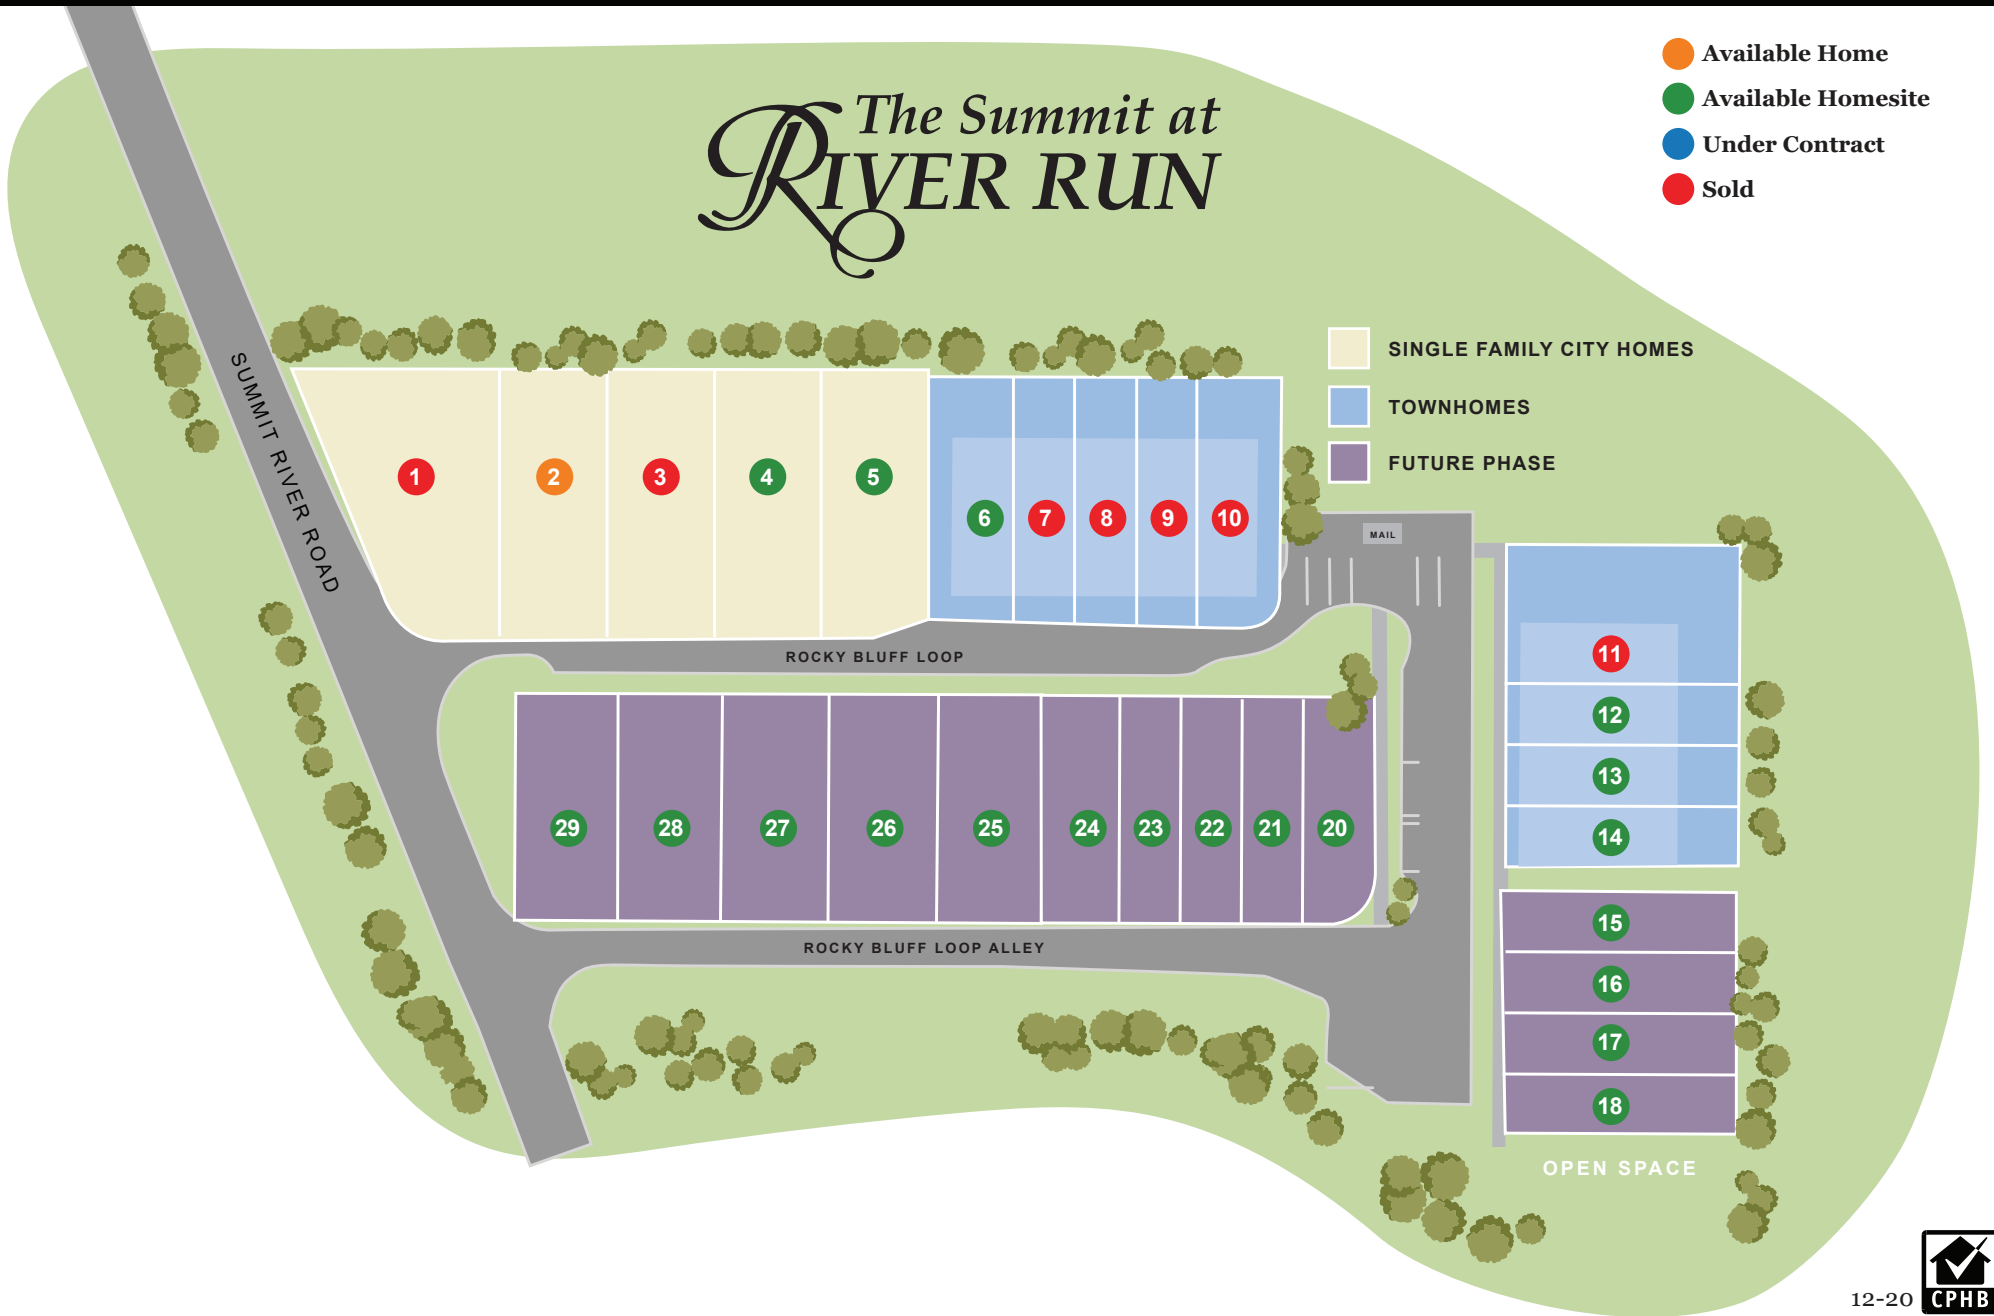 Available Home
Available Homesite
Under Contract
Sold
The Summit at
RIVER RUN
SINGLE FAMILY CITY HOMES
TOWNHOMES
FUTURE PHASE
SUMMIT RIVER ROAD
1
2
3
4
5
6
7
8
9
10
MAIL
11
ROCKY BLUFF LOOP
12
13
14
29
28
27
26
25
24
23
22
21
20
15
ROCKY BLUFF LOOP ALLEY
16
17
18
OPEN SPACE
12-20
CPHB